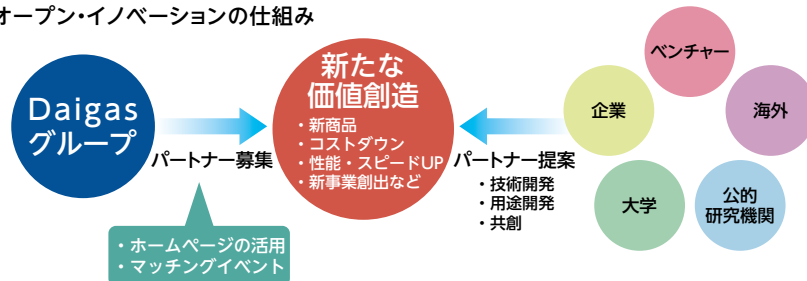 オープン・イノベーションの仕組み
Daigas
グループ
パートナー募集
・ホームページの活用
・マッチングイベント
新たな
価値創造
・新商品
・コストダウン
・性能・スピードUP
・新事業創出など
パートナー提案
・技術開発
・用途開発
・共創
ベンチャー
企業
海外
大学
公的
研究機関